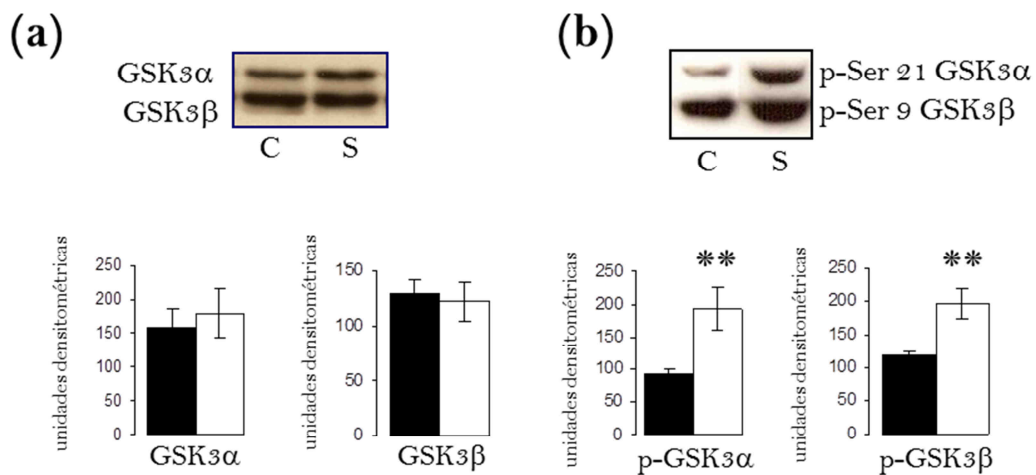 (a)
GSK3α
GSK3β
C S
(b)
p-Ser 21 GSK3α
p-Ser 9 GSK3β
C S
unidades densitométricas
250
200
150
100
50
0
GSK3α
unidades densitométricas
150
100
50
0
GSK3β
unidades densitométricas
250
200
150
100
50
0
**
p-GSK3α
unidades densitométricas
250
200
150
100
50
0
**
p-GSK3β